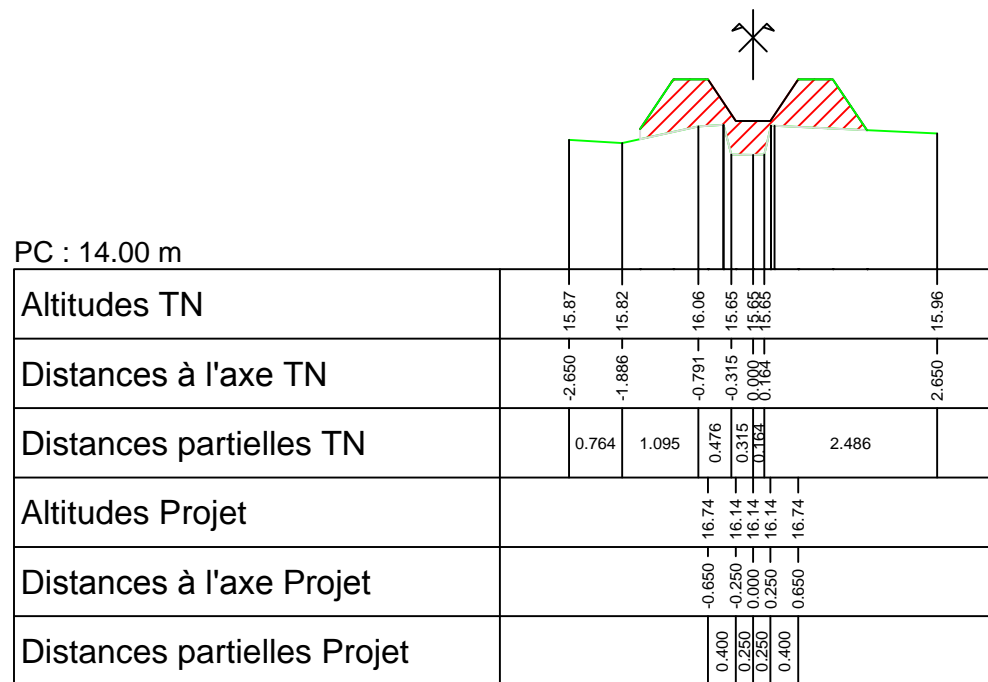 PC : 14.00 m
Altitudes TN 15.87 15.82 16.06 15.65 15.65 15.65 15.96
Distances à l'axe TN -2.650 -1.886 -0.791 -0.315 0.000 0.164 2.650
Distances partielles TN 0.764 1.095 0.476 0.315 0.164 2.486
Altitudes Projet 16.74 16.14 16.14 16.14 16.74
Distances à l'axe Projet -0.650 -0.250 0.000 0.250 0.650
Distances partielles Projet 0.400 0.250 0.250 0.400